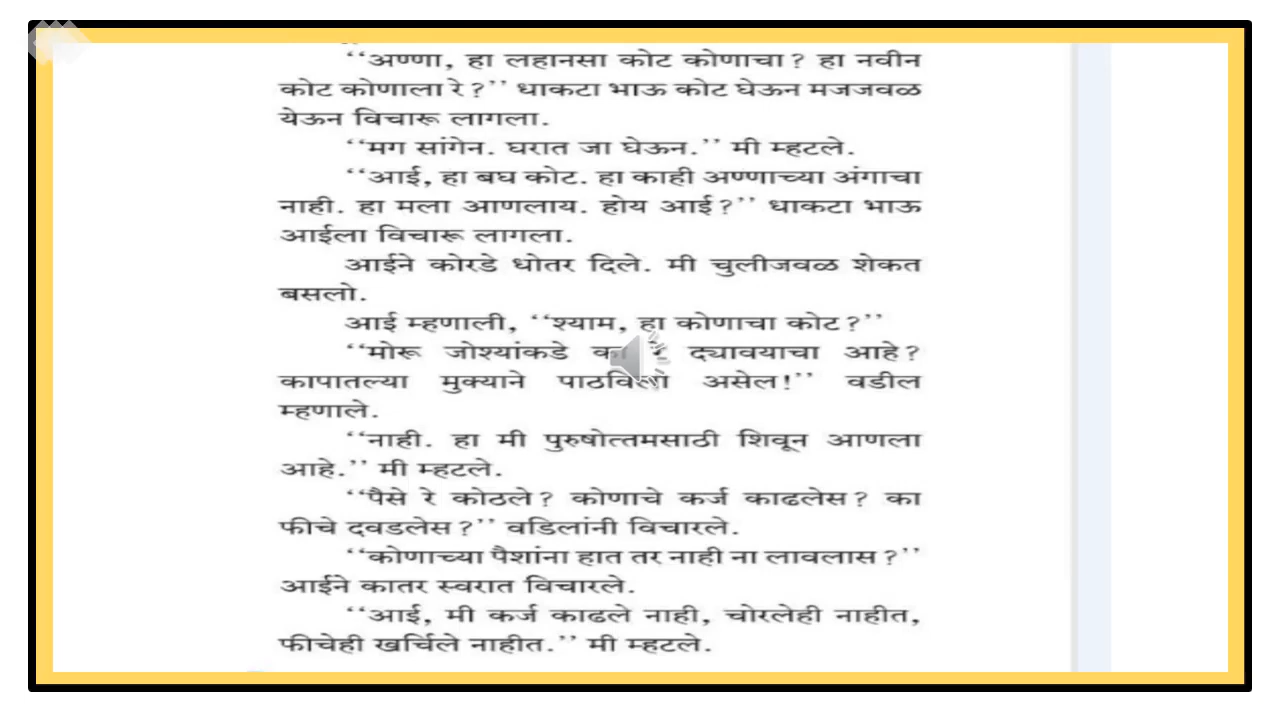 ‘‘अण्णा, हा लहानसा कोट कोणाचा? हा नवीन
कोट कोणाला रे?’’ धाकटा भाऊ कोट घेऊन मजजवळ
येऊन विचारू लागला.
‘‘मग सांगेन. घरात जा घेऊन.’’ मी म्हटले.
‘‘आई, हा बघ कोट. हा काही अण्णाच्या अंगाचा
नाही. हा मला आणलाय. होय आई?’’ धाकटा भाऊ
आईला विचारू लागला.
आईने कोरडे धोतर दिले. मी चुलीजवळ शेकत
बसलो.
आई म्हणाली, ‘‘श्याम, हा कोणाचा कोट?’’
‘‘मोरू जोश्यांकडे द्यावयाचा आहे?
कापातल्या मुक्याने असेल!’’ वडील
म्हणाले.
‘‘नाही. हा मी पुरुषोत्तमसाठी शिवून आणला
आहे.’’ मी म्हटले.
‘‘पैसे रे कोठले? कोणाचे कर्ज काढलेस? का
फीचे दवडलेस?’’ वडिलांनी विचारले.
‘‘कोणाच्या पैशांना हात तर नाही ना लावलास?’’
आईने कातर स्वरात विचारले.
‘‘आई, मी कर्ज काढले नाही, चोरलेही नाहीत,
फीचेही खर्चिले नाहीत.’’ मी म्हटले.